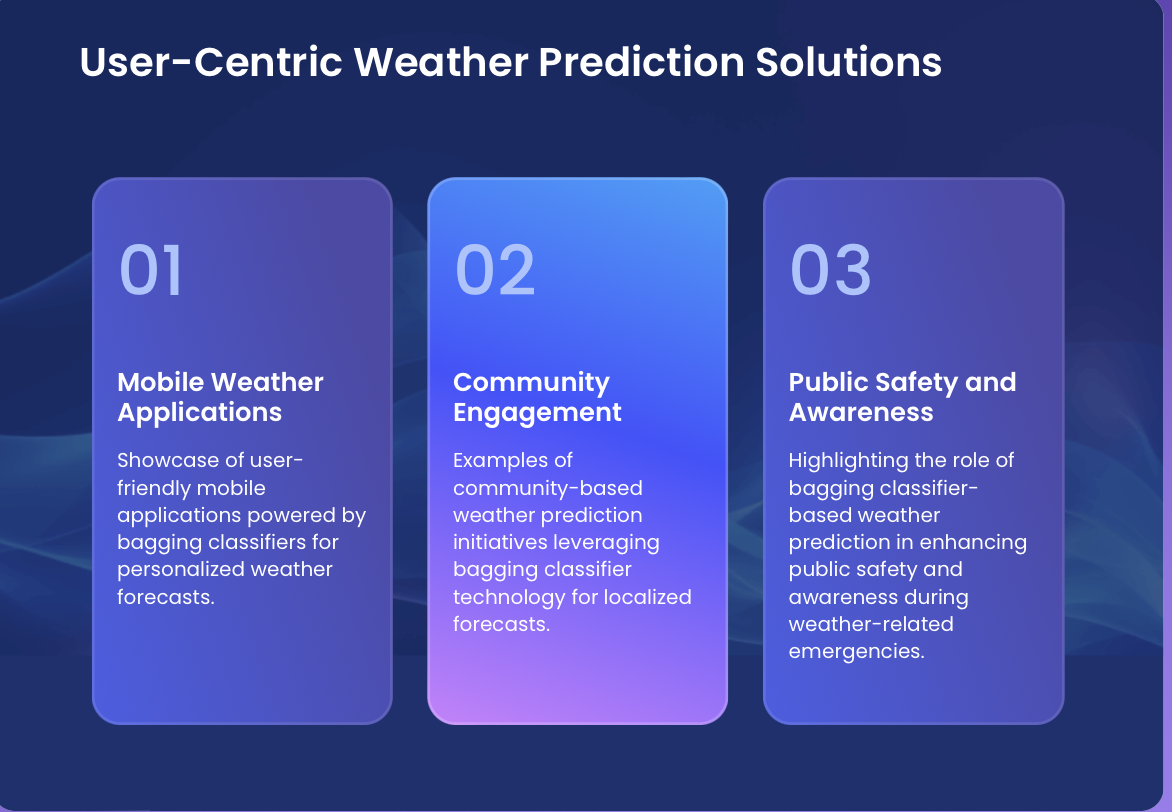 User-Centric Weather Prediction Solutions
01
Mobile Weather
Applications
Showcase of user-
friendly mobile
applications powered by
bagging classifiers for
personalized weather
forecasts.
02
Community
Engagement
Examples of
community-based
weather prediction
initiatives leveraging
bagging classifier
technology for localized
forecasts.
03
Public Safety and
Awareness
Highlighting the role of
bagging classifier-
based weather
prediction in enhancing
public safety and
awareness during
weather-related
emergencies.